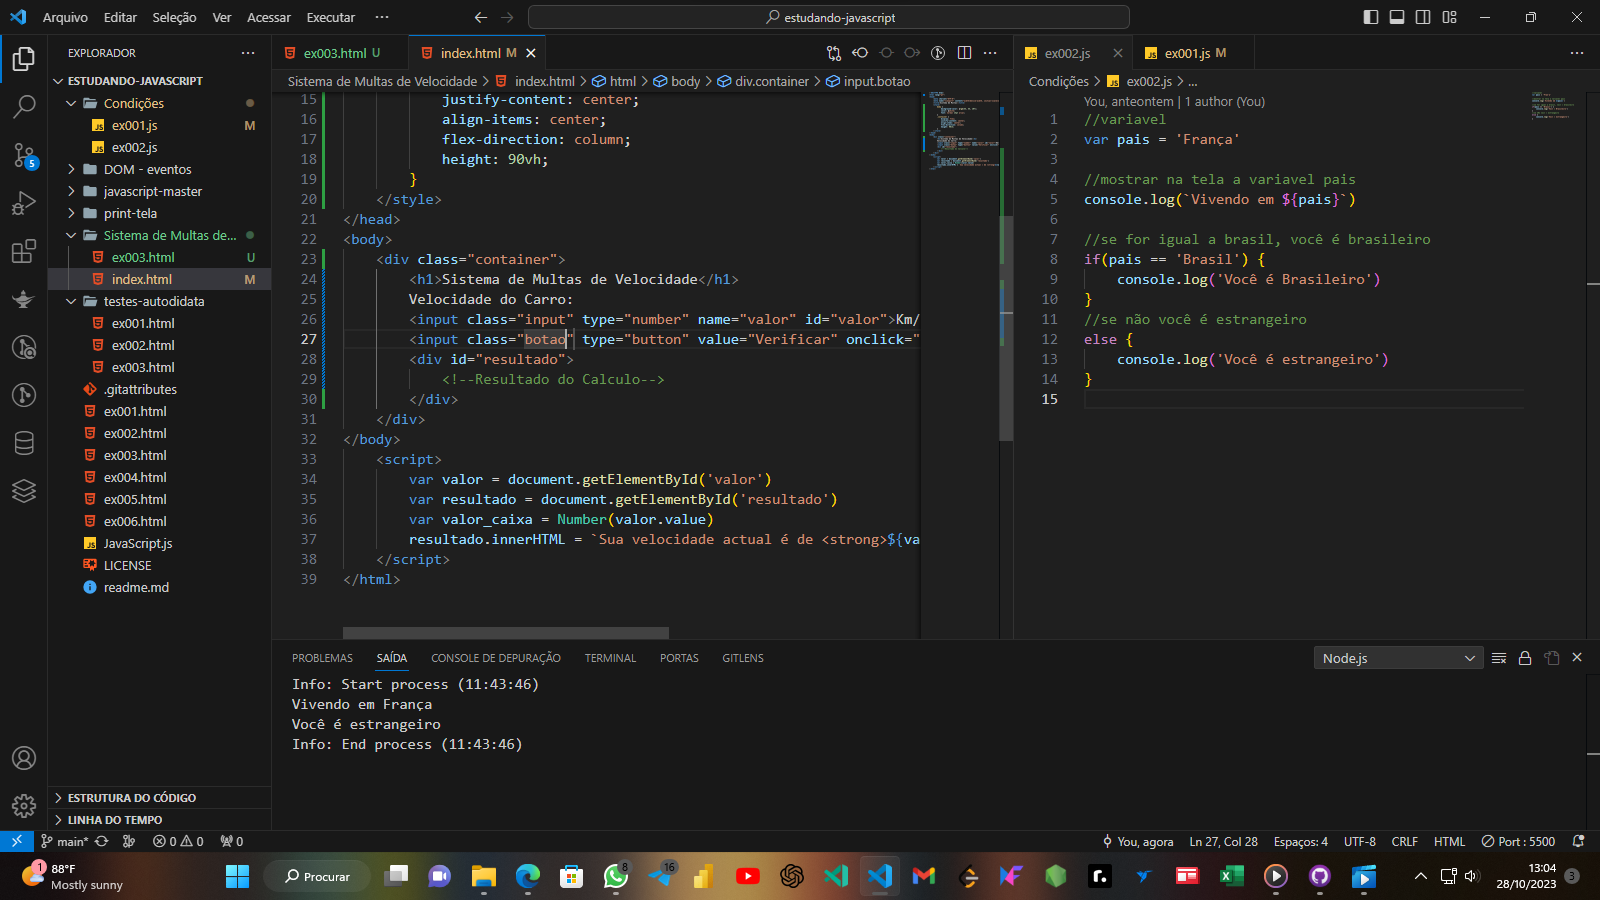 Arquivo Editar Seleção Ver Acessar Executar ···
estudando-javascript
EXPLORADOR ···
ESTUDANDO-JAVASCRIPT
Condições
ex001.js M
ex002.js
DOM - eventos
javascript-master
print-tela
Sistema de Multas de...
ex003.html U
index.html M
testes-autodidata
ex001.html
ex002.html
ex003.html
.gitattributes
ex001.html
ex002.html
ex003.html
ex004.html
ex005.html
ex006.html
JavaScript.js
LICENSE
readme.md
ESTRUTURA DO CÓDIGO
LINHA DO TEMPO
5
ex003.html U
index.html M
Sistema de Multas de Velocidade > index.html > html > body > div.container > input.botao
15 justify-content: center;
16 align-items: center;
17 flex-direction: column;
18 height: 90vh;
19 }
20 </style>
21 </head>
22 <body>
23 <div class="container">
24 <h1>Sistema de Multas de Velocidade</h1>
25 Velocidade do Carro:
26 <input class="input" type="number" name="valor" id="valor">Km/
27 <input class="botao" type="button" value="Verificar" onclick="
28 <div id="resultado">
29 <!--Resultado do Calculo-->
30 </div>
31 </div>
32 </body>
33 <script>
34 var valor = document.getElementById('valor')
35 var resultado = document.getElementById('resultado')
36 var valor_caixa = Number(valor.value)
37 resultado.innerHTML = `Sua velocidade actual é de <strong>${va
38 </script>
39 </html>
ex002.js
ex001.js M
Condições > ex002.js > ...
You, anteontem | 1 author (You)
1 //variavel
2 var pais = 'França'
3
4 //mostrar na tela a variavel pais
5 console.log(`Vivendo em ${pais}`)
6
7 //se for igual a brasil, você é brasileiro
8 if(pais == 'Brasil') {
9 console.log('Você é Brasileiro')
10 }
11 //se não você é estrangeiro
12 else {
13 console.log('Você é estrangeiro')
14 }
15
PROBLEMAS SAÍDA CONSOLE DE DEPURAÇÃO TERMINAL PORTAS GITLENS
Node.js
Info: Start process (11:43:46)
Vivendo em França
Você é estrangeiro
Info: End process (11:43:46)
main* 0 0 0
You, agora Ln 27, Col 28 Espaços: 4 UTF-8 CRLF HTML Port : 5500
1
88°F
Mostly sunny
Procurar
8
16
13:04
28/10/2023
3